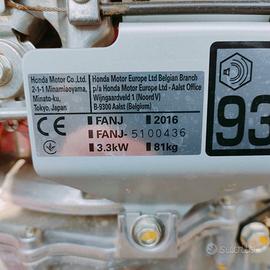 Honda Motor Co.,Ltd.
2-1-1 Minamiaoyama,
Minato-ku,
Tokyo, Japan
Honda Motor Europe Ltd Belgian Branch
p/a Honda Motor Europe Ltd - Aalst Office
Wijngaardveld 1 (Noord V)
B-9300 Aalst (Belgium)
CE
FANJ
2016
FANJ-5100436
3.3kW
81kg
93
subito